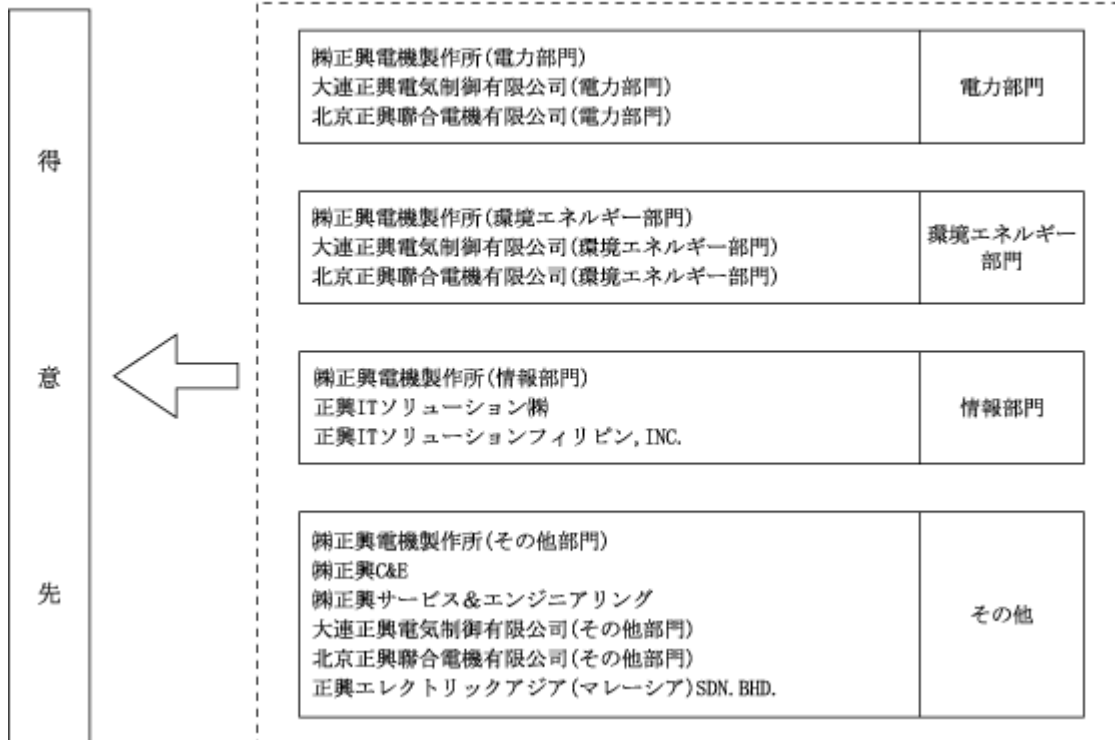 得意先
㈱正興電機製作所(電力部門)
大連正興電気制御有限公司(電力部門)
北京正興聯合電機有限公司(電力部門)
電力部門
㈱正興電機製作所(環境エネルギー部門)
大連正興電気制御有限公司(環境エネルギー部門)
北京正興聯合電機有限公司(環境エネルギー部門)
環境エネルギー
部門
㈱正興電機製作所(情報部門)
正興ITソリューション㈱
正興ITソリューションフィリピン,INC.
情報部門
㈱正興電機製作所(その他部門)
㈱正興C&E
㈱正興サービス&エンジニアリング
大連正興電気制御有限公司(その他部門)
北京正興聯合電機有限公司(その他部門)
正興エレクトリックアジア(マレーシア)SDN.BHD.
その他